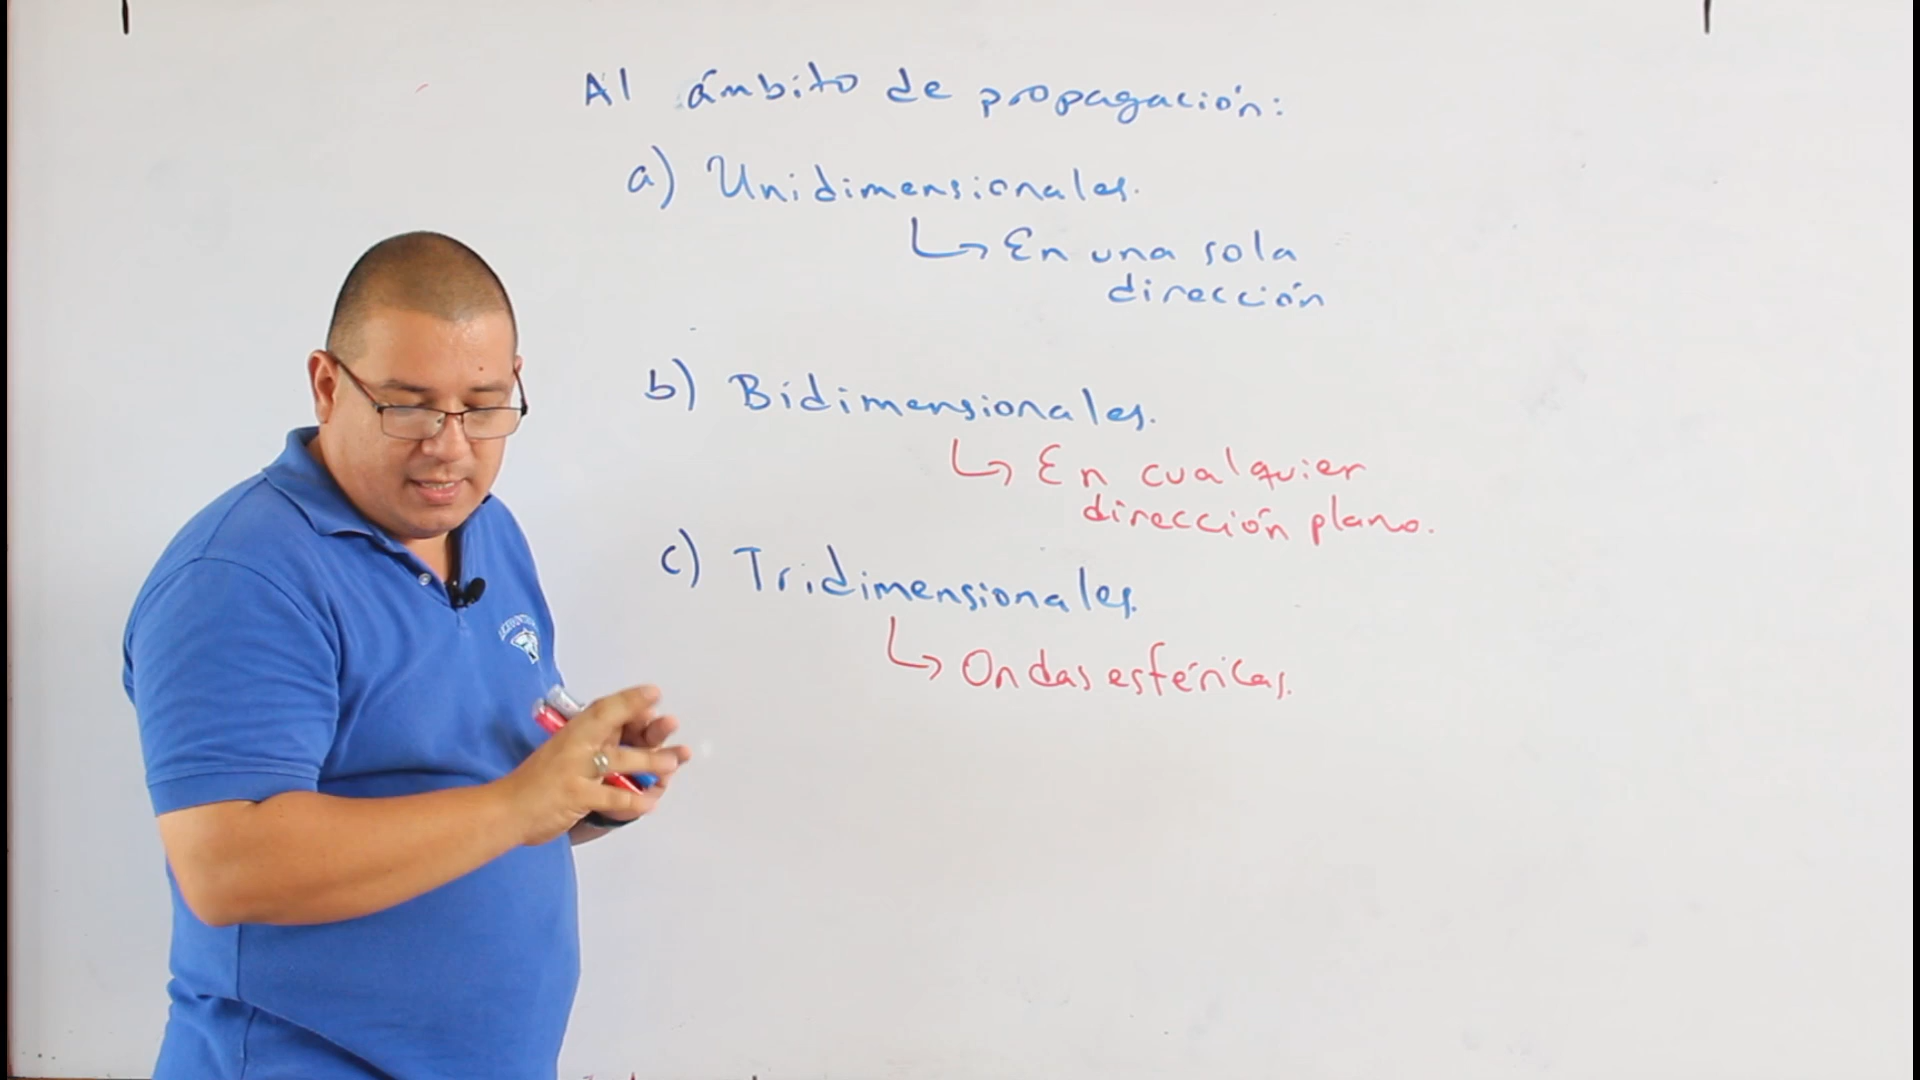 Al ámbito de propagación:
a) Unidimensionales.
↳ En una sola
dirección
b) Bidimensionales.
↳ En cualquier
dirección plano.
c) Tridimensionales.
↳ Ondas esféricas.